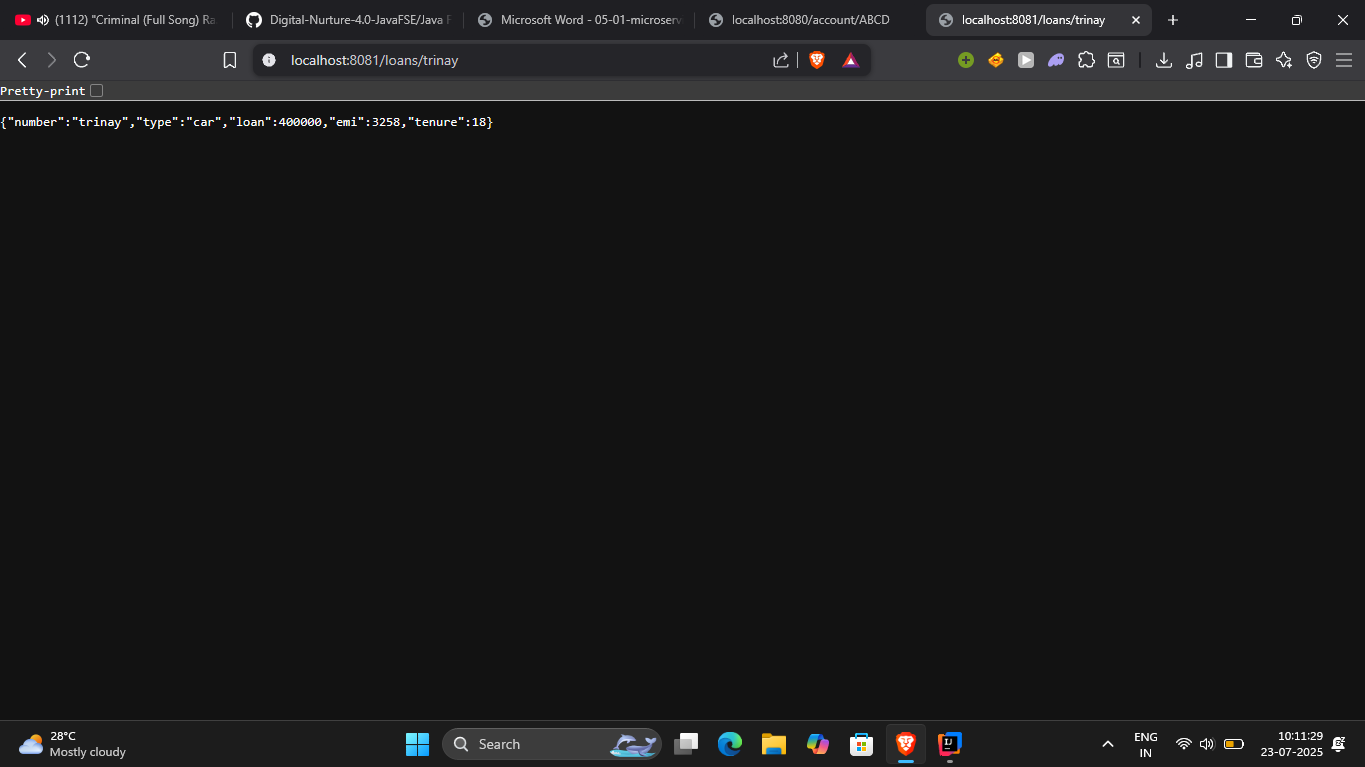 (1112) "Criminal (Full Song) Ra
Digital-Nurture-4.0-JavaFSE/Java F
Microsoft Word - 05-01-microserv
localhost:8080/account/ABCD
localhost:8081/loans/trinay
localhost:8081/loans/trinay
Pretty-print
{"number":"trinay","type":"car","loan":400000,"emi":3258,"tenure":18}
28°C
Mostly cloudy
Search
ENG
IN
10:11:29
23-07-2025